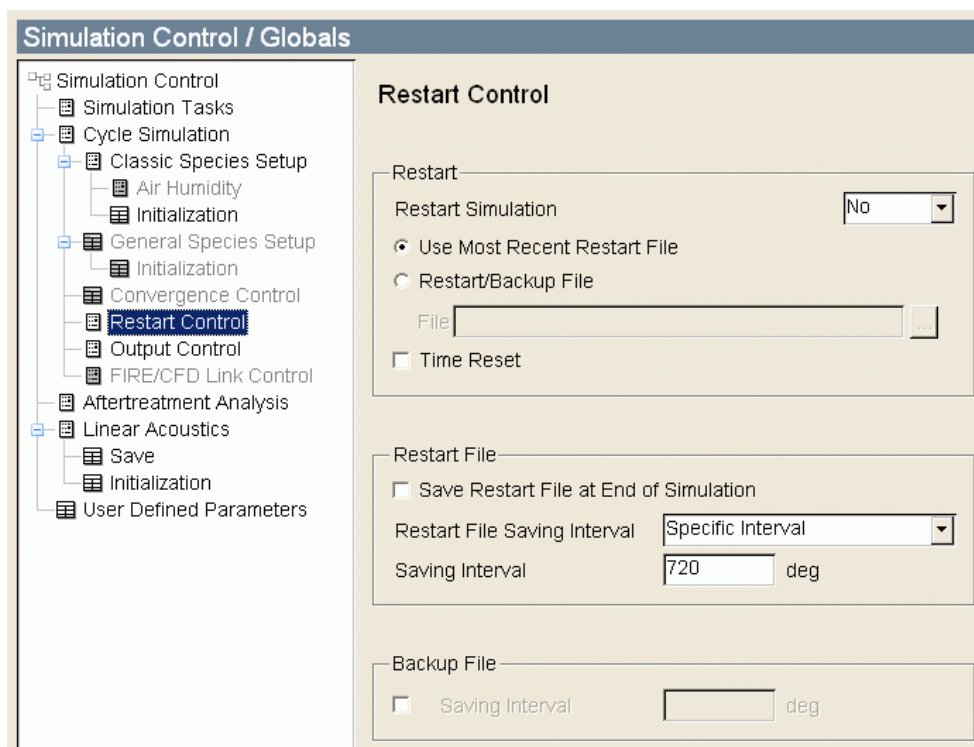 Simulation Control / Globals
Simulation Control
Simulation Tasks
Cycle Simulation
Classic Species Setup
Air Humidity
Initialization
General Species Setup
Initialization
Convergence Control
Restart Control
Output Control
FIRE/CFD Link Control
Aftertreatment Analysis
Linear Acoustics
Save
Initialization
User Defined Parameters
Restart Control
Restart
Restart Simulation No
Use Most Recent Restart File
Restart/Backup File
File ...
Time Reset
Restart File
Save Restart File at End of Simulation
Restart File Saving Interval Specific Interval
Saving Interval 720 deg
Backup File
Saving Interval deg